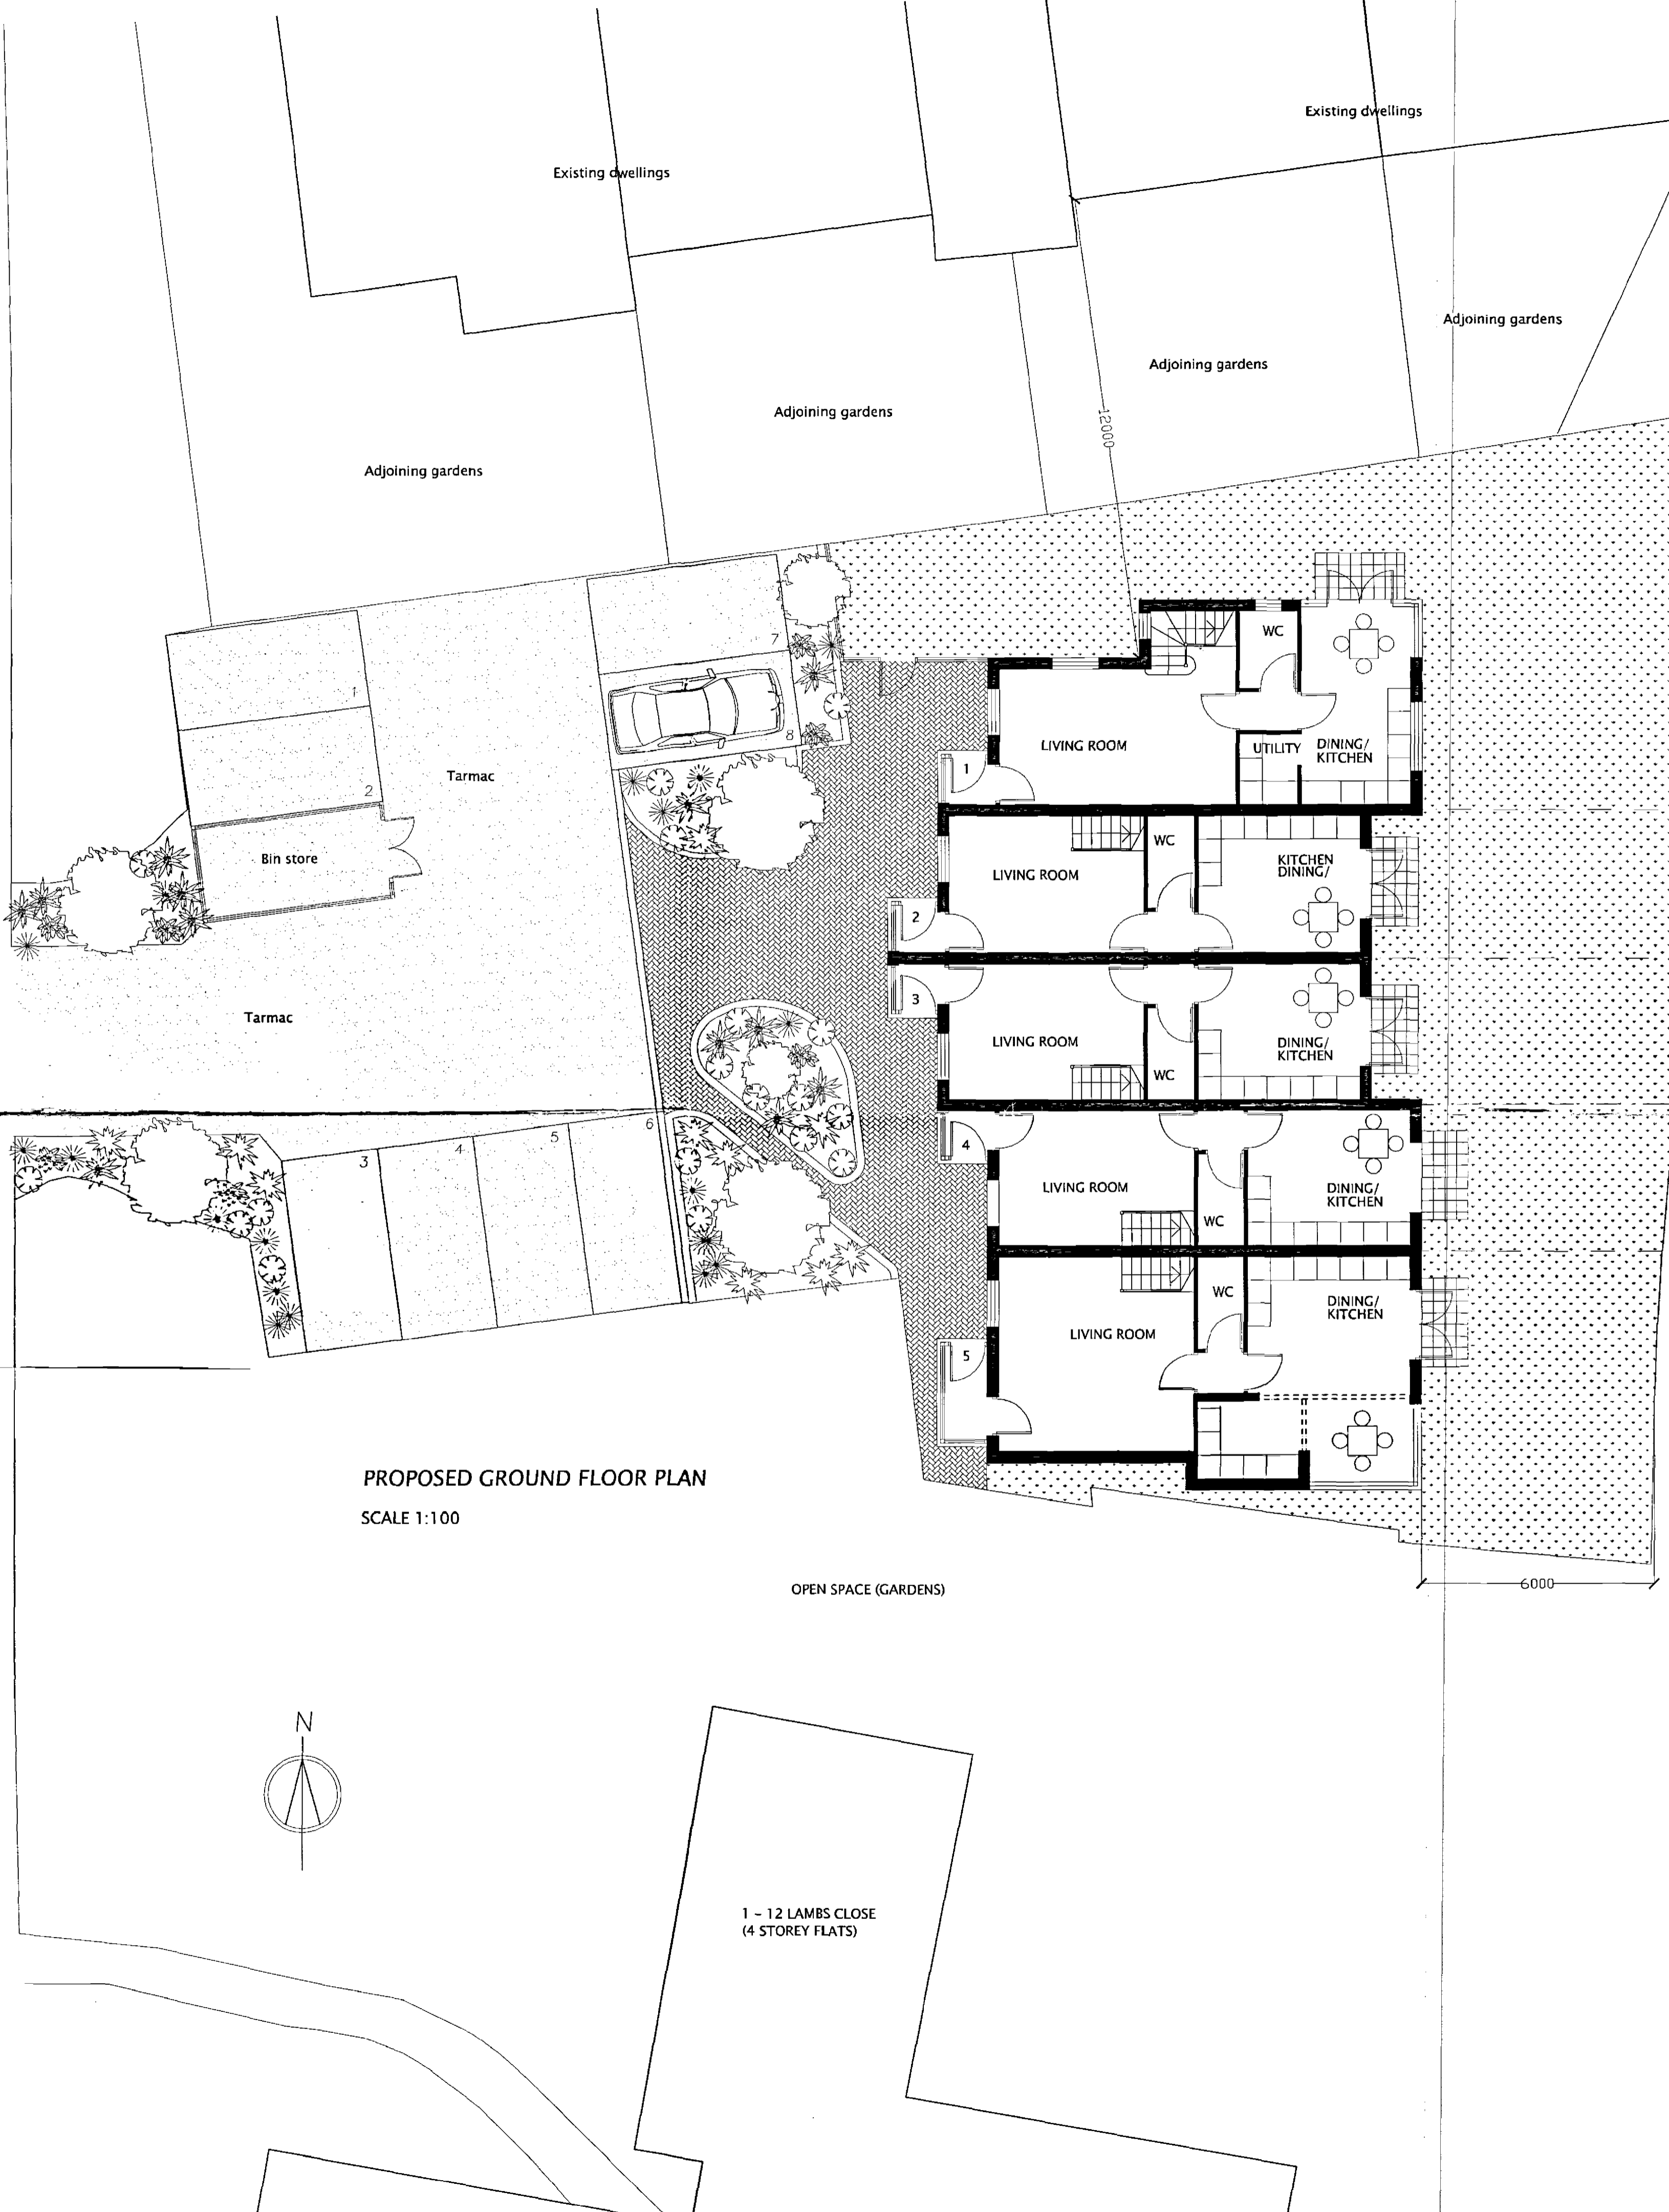 Existing dwellings
Existing dwellings
Adjoining gardens
Adjoining gardens
Adjoining gardens
Adjoining gardens
12000
7
8
1
2
Tarmac
Bin store
Tarmac
WC
LIVING ROOM
UTILITY
DINING/
KITCHEN
1
WC
KITCHEN
DINING/
LIVING ROOM
2
3
LIVING ROOM
DINING/
KITCHEN
WC
3
4
5
6
4
LIVING ROOM
WC
DINING/
KITCHEN
WC
DINING/
KITCHEN
LIVING ROOM
5
PROPOSED GROUND FLOOR PLAN
SCALE 1:100
OPEN SPACE (GARDENS)
6000
N
1 - 12 LAMBS CLOSE
(4 STOREY FLATS)